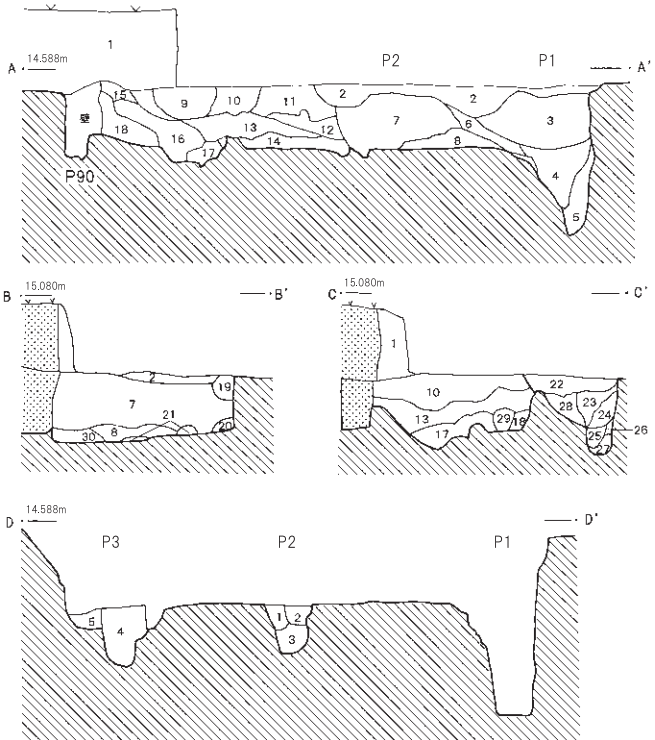 1
P2 P1
A 14.588m A'
15 9 10 11 2 2 3
壁 18 16 13 12 7 6
17 14 8 4
P90 5
B 15.080m B' C 15.080m C'
1
2 19 10 22
7 28 23 24
21 13 29 18 26
30 8 20 17 25
27
D 14.588m D'
P3 P2 P1
5 4 1 2
3